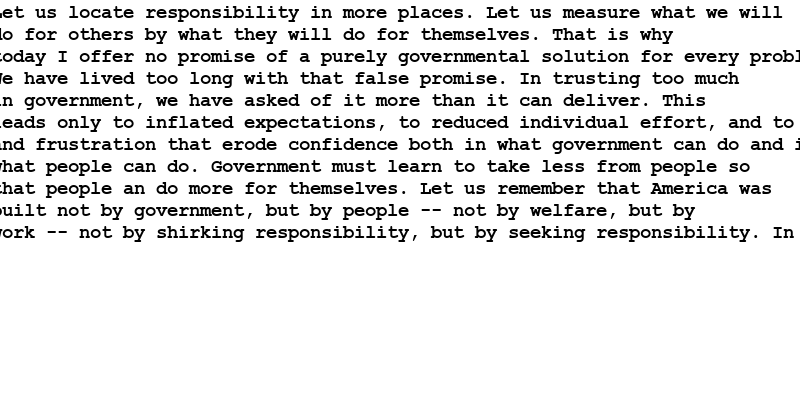 Let us locate responsibility in more places. Let us measure what we will
do for others by what they will do for themselves. That is why
today I offer no promise of a purely governmental solution for every probl
We have lived too long with that false promise. In trusting too much
in government, we have asked of it more than it can deliver. This
leads only to inflated expectations, to reduced individual effort, and to
and frustration that erode confidence both in what government can do and i
what people can do. Government must learn to take less from people so
that people an do more for themselves. Let us remember that America was
built not by government, but by people -- not by welfare, but by
work -- not by shirking responsibility, but by seeking responsibility. In